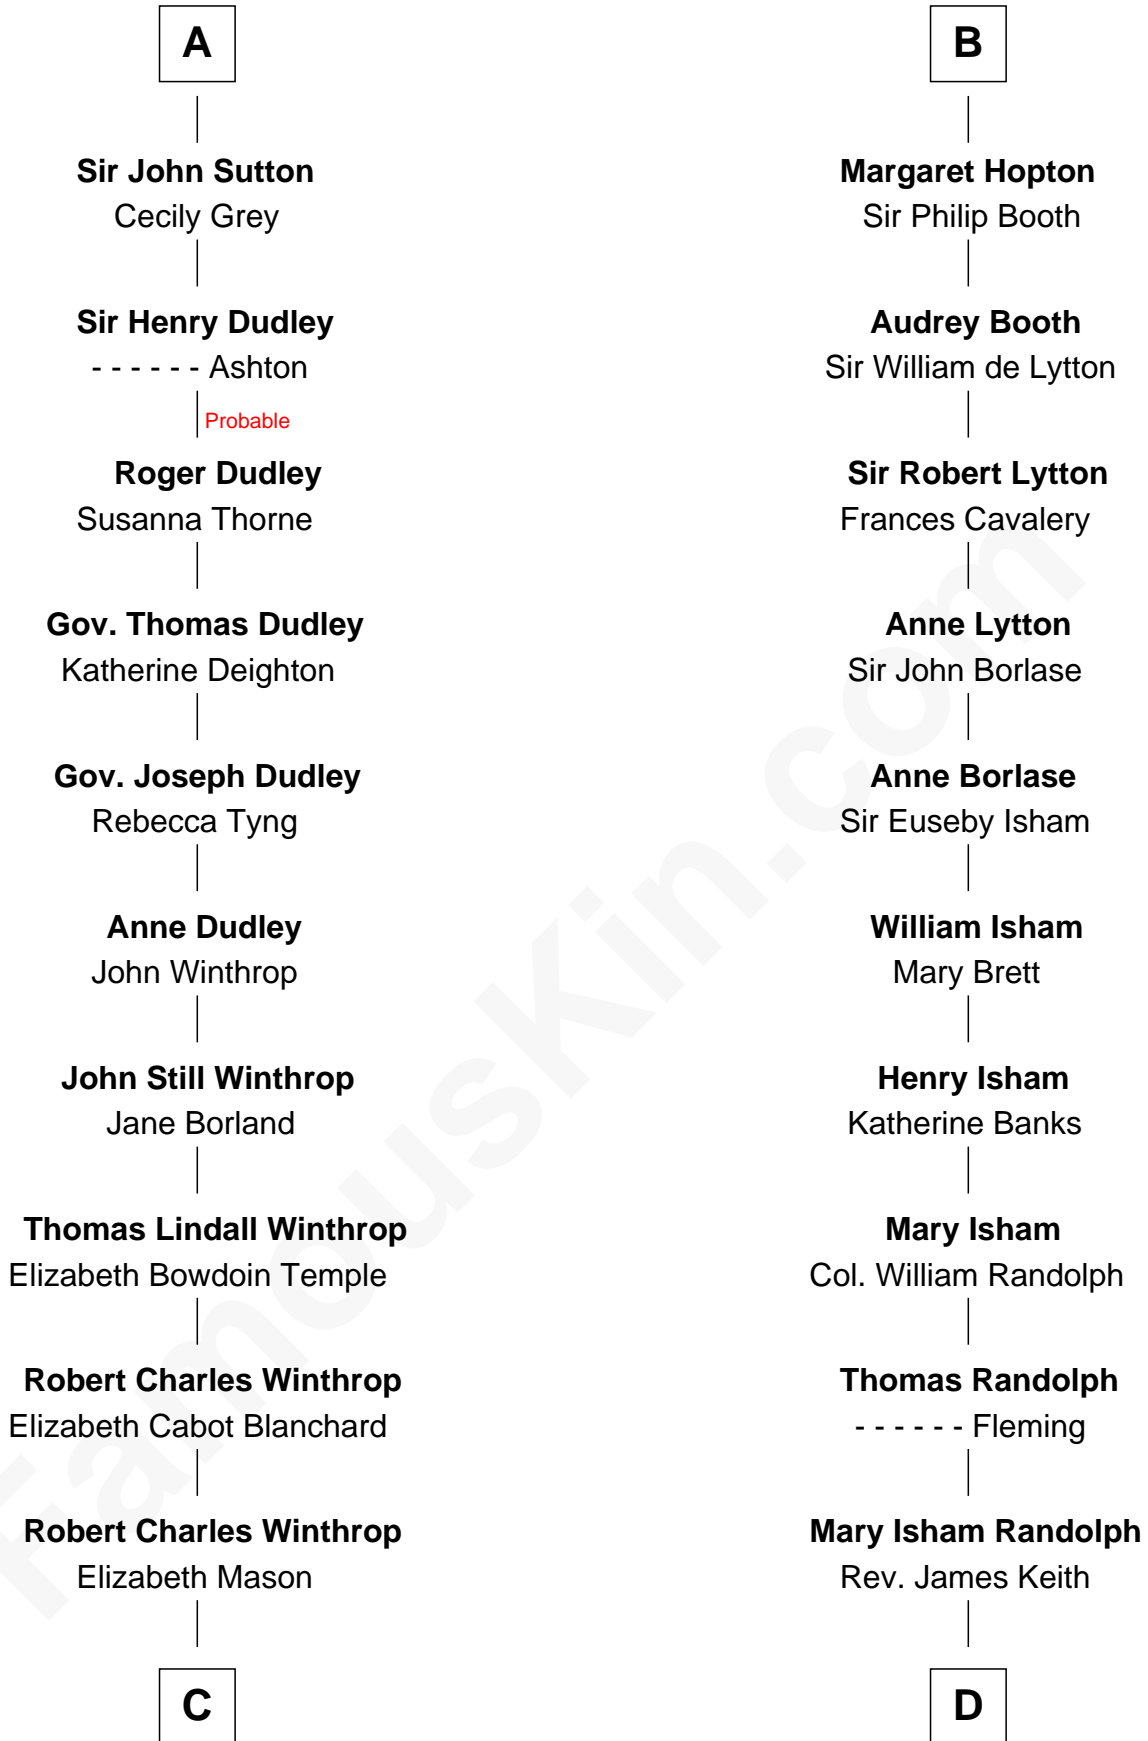 A
Sir John Sutton
Cecily Grey
Sir Henry Dudley
- - - - - - Ashton
Probable
Roger Dudley
Susanna Thorne
Gov. Thomas Dudley
Katherine Deighton
Gov. Joseph Dudley
Rebecca Tyng
Anne Dudley
John Winthrop
John Still Winthrop
Jane Borland
Thomas Lindall Winthrop
Elizabeth Bowdoin Temple
Robert Charles Winthrop
Elizabeth Cabot Blanchard
Robert Charles Winthrop
Elizabeth Mason
C
B
Margaret Hopton
Sir Philip Booth
Audrey Booth
Sir William de Lytton
Sir Robert Lytton
Frances Cavalery
Anne Lytton
Sir John Borlase
Anne Borlase
Sir Euseby Isham
William Isham
Mary Brett
Henry Isham
Katherine Banks
Mary Isham
Col. William Randolph
Thomas Randolph
- - - - - - Fleming
Mary Isham Randolph
Rev. James Keith
D
FamousKin.com